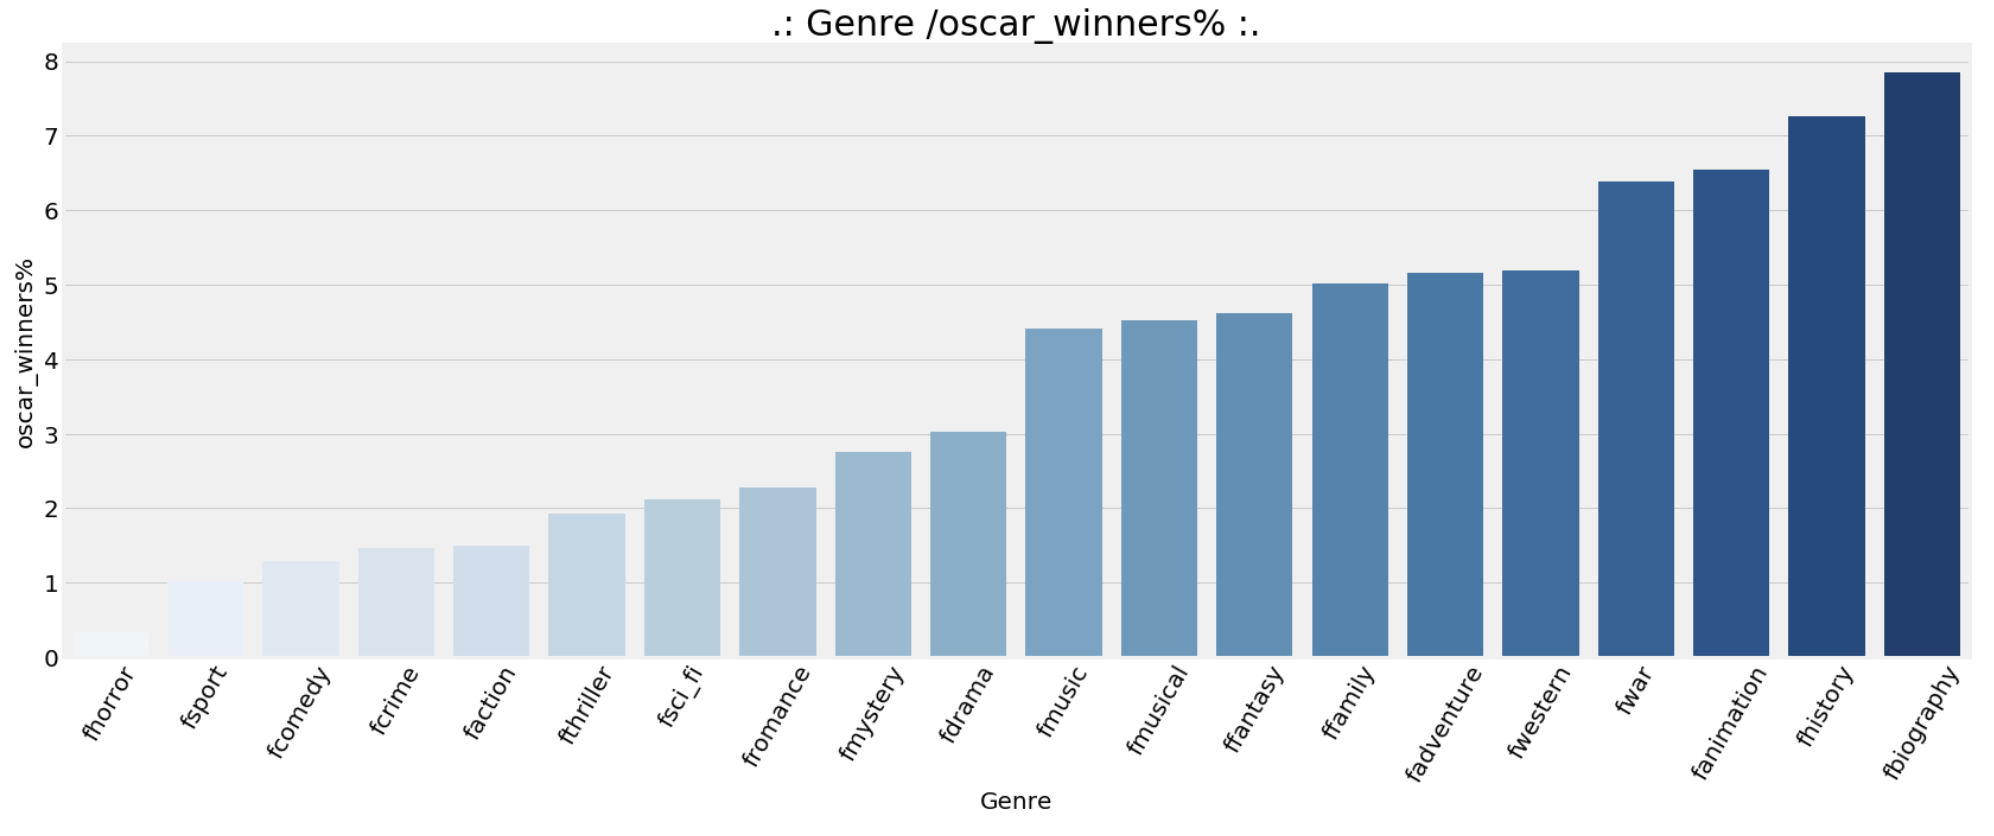 .: Genre /oscar_winners% :.
oscar_winners%
8
7
6
5
4
3
2
1
0
fhorror
fsport
fcomedy
fcrime
faction
fthriller
fsci_fi
fromance
fmystery
fdrama
fmusic
fmusical
ffantasy
ffamily
fadventure
fwestern
fwar
fanimation
fhistory
fbiography
Genre